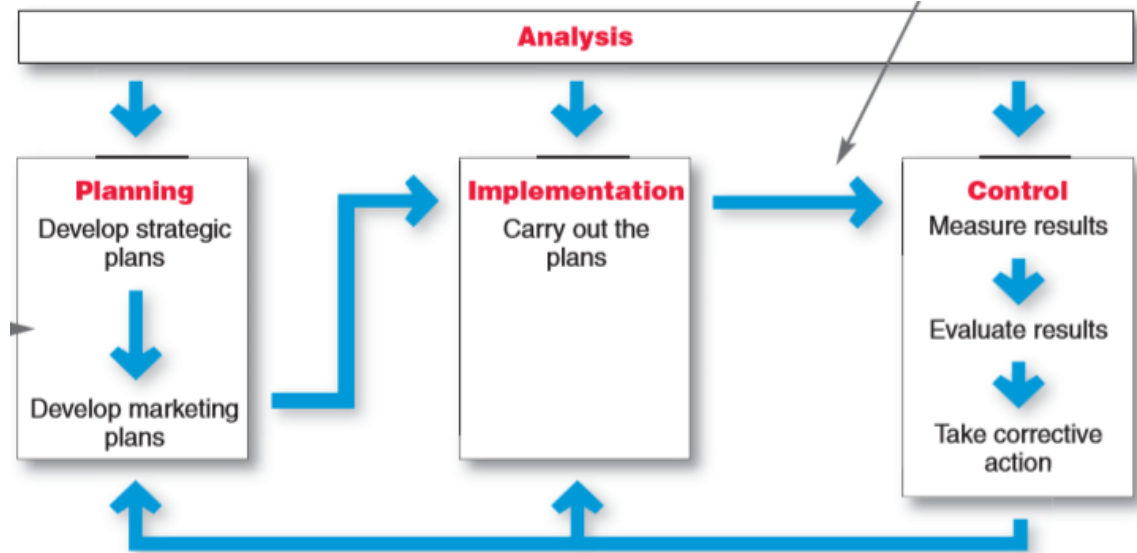 Analysis
Planning
Develop strategic
plans
Develop marketing
plans
Implementation
Carry out the
plans
Control
Measure results
Evaluate results
Take corrective
action